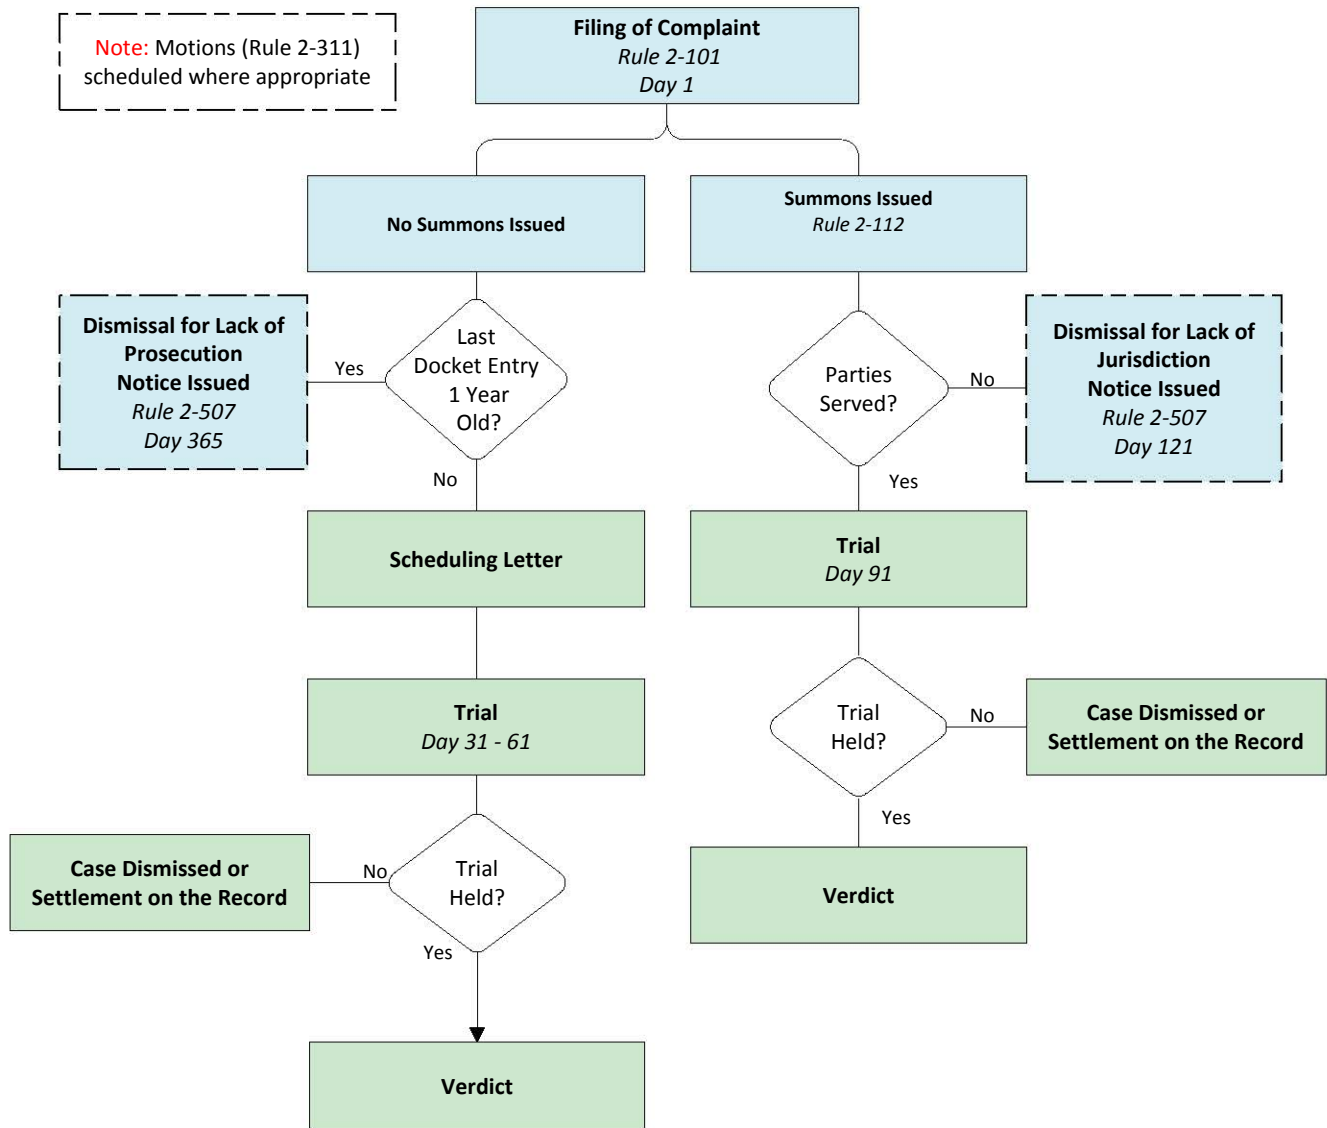 Note: Motions (Rule 2-311)
scheduled where appropriate
Filing of Complaint
Rule 2-101
Day 1
No Summons Issued
Summons Issued
Rule 2-112
Dismissal for Lack of
Prosecution
Notice Issued
Rule 2-507
Day 365
Yes
Last
Docket Entry
1 Year
Old?
No
Parties
Served?
No
Dismissal for Lack of
Jurisdiction
Notice Issued
Rule 2-507
Day 121
Yes
Scheduling Letter
Trial
Day 91
Trial
Day 31 - 61
Trial
Held?
No
Case Dismissed or
Settlement on the Record
Yes
Case Dismissed or
Settlement on the Record
No
Trial
Held?
Yes
Verdict
Verdict